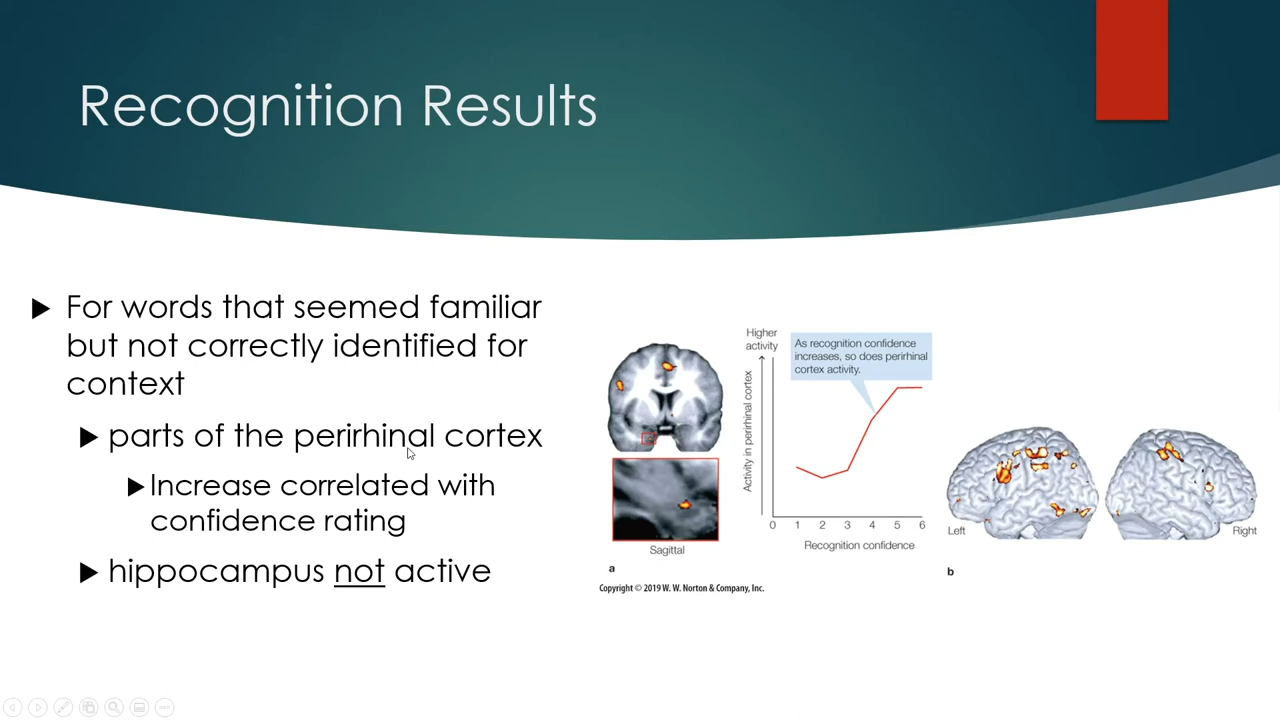 Recognition Results
For words that seemed familiar
but not correctly identified for
context
parts of the perirhinal cortex
Increase correlated with
confidence rating
hippocampus not active
Higher
activity
As recognition confidence
increases, so does perirhinal
cortex activity.
Activity in perirhinal cortex
0 1 2 3 4 5 6
Recognition confidence
Sagittal
a
Left
Right
b
Copyright © 2019 W. W. Norton & Company, Inc.